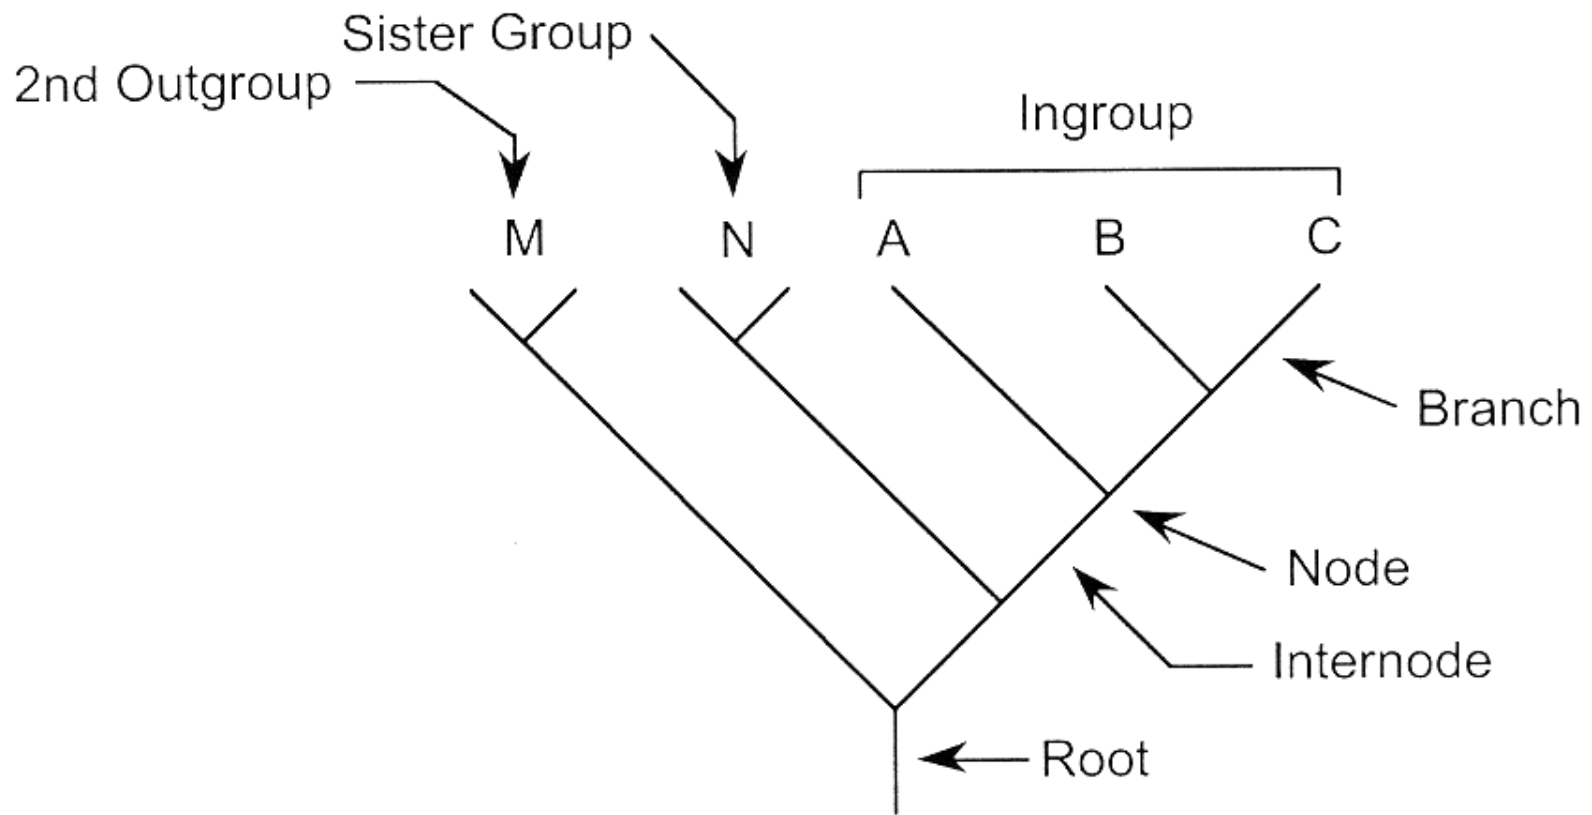 Sister Group
2nd Outgroup
Ingroup
M N A B C
Branch
Node
Internode
Root